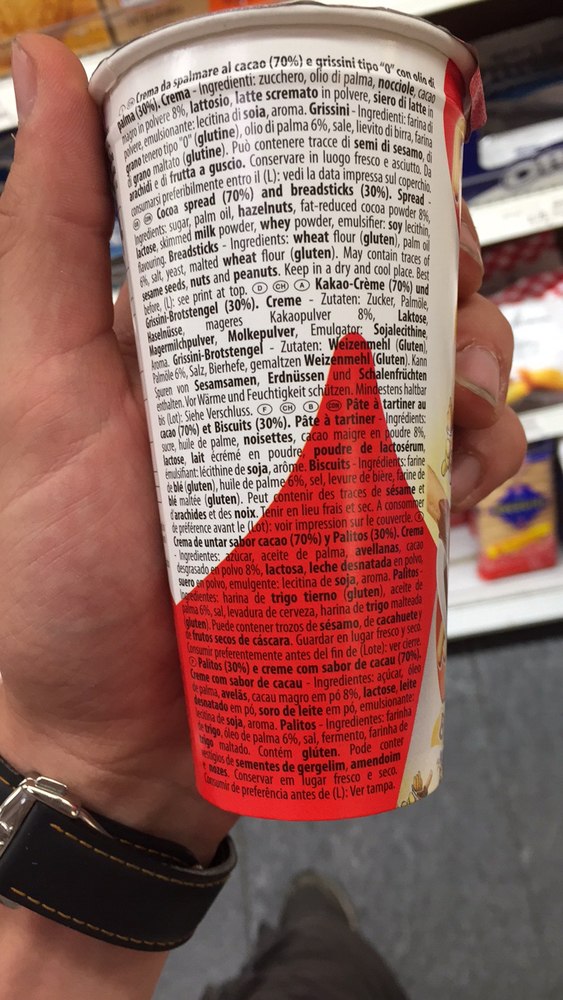 Crema da spalmare al cacao (70%) e grissini tipo "0" con olio di
palma (30%). Crema - Ingredienti: zucchero, olio di palma, nocciole, cacao
magro in polvere 8%, lattosio, latte scremato in polvere, siero di latte in
polvere, emulsionante: lecitina di soia, aroma. Grissini - Ingredienti: farina di
grano tenero tipo "0" (glutine), olio di palma 6%, sale, lievito di birra, farina
di grano maltato (glutine). Può contenere tracce di semi di sesamo, di
arachidi e di frutta a guscio. Conservare in luogo fresco e asciutto. Da
consumarsi preferibilmente entro il (L): vedi la data impressa sul coperchio.
Cocoa spread (70%) and breadsticks (30%). Spread -
Ingredients: sugar, palm oil, hazelnuts, fat-reduced cocoa powder 8%,
lactose, skimmed milk powder, whey powder, emulsifier: soy lecithin,
flavouring. Breadsticks - Ingredients: wheat flour (gluten), palm oil
6%, salt, yeast, malted wheat flour (gluten). May contain traces of
sesame seeds, nuts and peanuts. Keep in a dry and cool place. Best
before, (L): see print at top. D CH A Kakao-Crème (70%) und
Grissini-Brotstengel (30%). Creme - Zutaten: Zucker, Palmöle,
Haselnüsse, mageres Kakaopulver 8%, Laktose,
Magermilchpulver, Molkepulver, Emulgator: Sojalecithine,
Aroma. Grissini-Brotstengel - Zutaten: Weizenmehl (Gluten),
Palmöle 6%, Salz, Bierhefe, gemalzten Weizenmehl (Gluten). Kann
Spuren von Sesamsamen, Erdnüssen und Schalenfrüchten
enthalten. Vor Wärme und Feuchtigkeit schützen. Mindestens haltbar
bis (Lot): Siehe Verschluss. F CH B Pâte à tartiner au
cacao (70%) et Biscuits (30%). Pâte à tartiner - Ingrédients:
sucre, huile de palme, noisettes, cacao maigre en poudre 8%,
lactose, lait écrémé en poudre, poudre de lactosérum,
émulsifiant: lécithine de soja, arôme. Biscuits - Ingrédients: farine
de blé (gluten), huile de palme 6%, sel, levure de bière, farine de
blé maltée (gluten). Peut contenir des traces de sésame et
d'arachides et des noix. Tenir en lieu frais et sec. A consommer
de préférence avant le (Lot): voir impression sur le couvercle. E
Crema de untar sabor cacao (70%) y Palitos (30%). Crema
- Ingredientes: azúcar, aceite de palma, avellanas, cacao
desgrasado en polvo 8%, lactosa, leche desnatada en polvo,
suero en polvo, emulgente: lecitina de soja, aroma. Palitos -
Ingredientes: harina de trigo tierno (gluten), aceite de
palma 6%, sal, levadura de cerveza, harina de trigo malteada
(gluten). Puede contener trozos de sésamo, de cacahuete y
de frutos secos de cáscara. Guardar en lugar fresco y seco.
Consumir preferentemente antes del fin de (Lote): ver cierre.
P Palitos (30%) e creme com sabor de cacau (70%).
Creme com sabor de cacau - Ingredientes: açúcar, óleo
de palma, avelãs, cacau magro em pó 8%, lactose, leite
desnatado em pó, soro de leite em pó, emulsionante:
lecitina de soja, aroma. Palitos - Ingredientes: farinha
de trigo, óleo de palma 6%, sal, fermento, farinha de
trigo maltado. Contém glúten. Pode conter
vestígios de sementes de gergelim, amendoim
e nozes. Conservar em lugar fresco e seco.
Consumir de preferência antes de (L): Ver tampa.